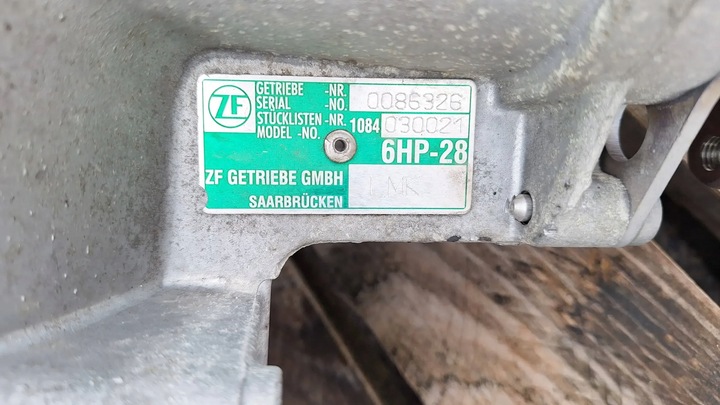 ZF
GETRIEBE -NR.
SERIAL -NO. 0086326
STÜCKLISTEN -NR. 1084 030021
MODEL -NO.
6HP-28
ZF GETRIEBE GMBH
SAARBRÜCKEN